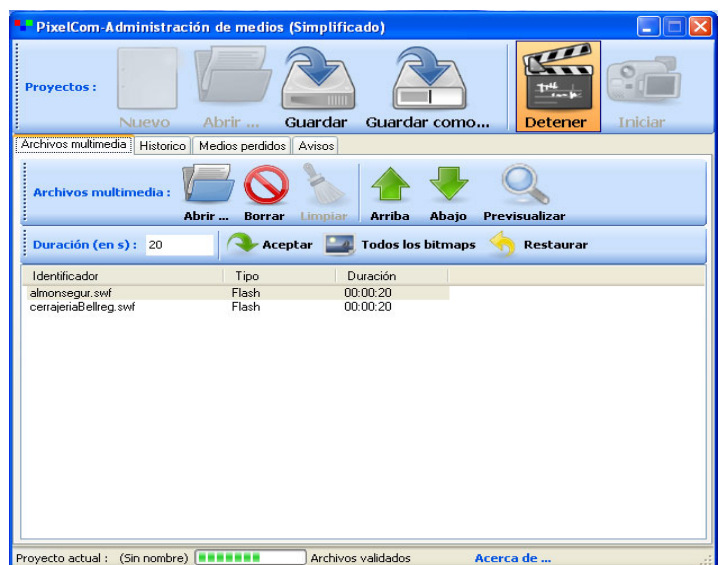 PixelCom-Administración de medios (Simplificado)
Proyectos :
Nuevo Abrir ... Guardar Guardar como... Detener Iniciar
Archivos multimedia Historico Medios perdidos Avisos
Archivos multimedia :
Abrir ... Borrar Limpiar Arriba Abajo Previsualizar
Duración (en s) : 20 Aceptar Todos los bitmaps Restaurar
Identificador Tipo Duración
almonsegur.swf Flash 00:00:20
cerrajeriaBellreg.swf Flash 00:00:20
Proyecto actual : (Sin nombre) Archivos validados Acerca de ...